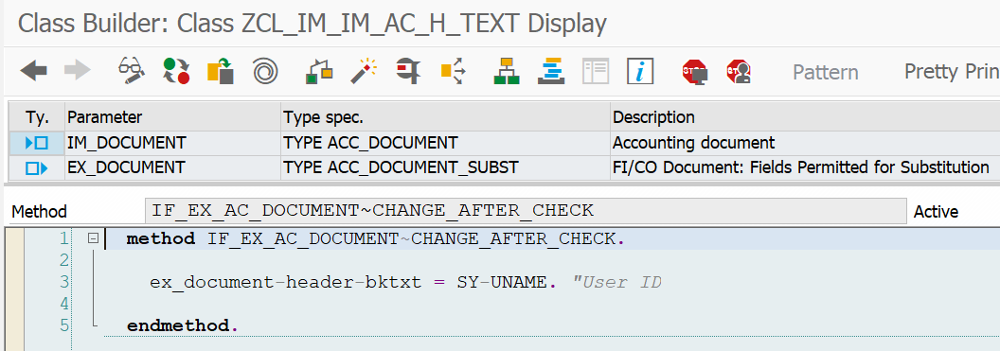 Class Builder: Class ZCL_IM_IM_AC_H_TEXT Display
Pattern Pretty Prin
Ty. Parameter Type spec. Description
IM_DOCUMENT TYPE ACC_DOCUMENT Accounting document
EX_DOCUMENT TYPE ACC_DOCUMENT_SUBST FI/CO Document: Fields Permitted for Substitution
Method IF_EX_AC_DOCUMENT~CHANGE_AFTER_CHECK Active
1 method IF_EX_AC_DOCUMENT~CHANGE_AFTER_CHECK.
2
3 ex_document-header-bktxt = SY-UNAME. "User ID
4
5 endmethod.